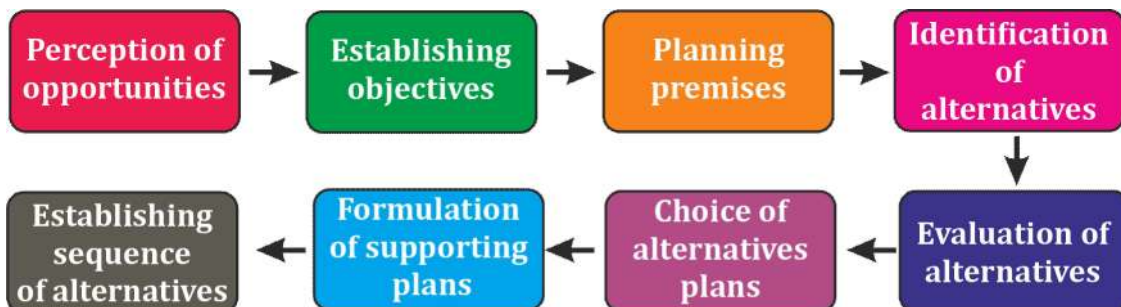 Perception of
opportunities
Establishing
objectives
Planning
premises
Identification
of
alternatives
Evaluation of
alternatives
Choice of
alternatives
plans
Formulation
of supporting
plans
Establishing
sequence
of alternatives